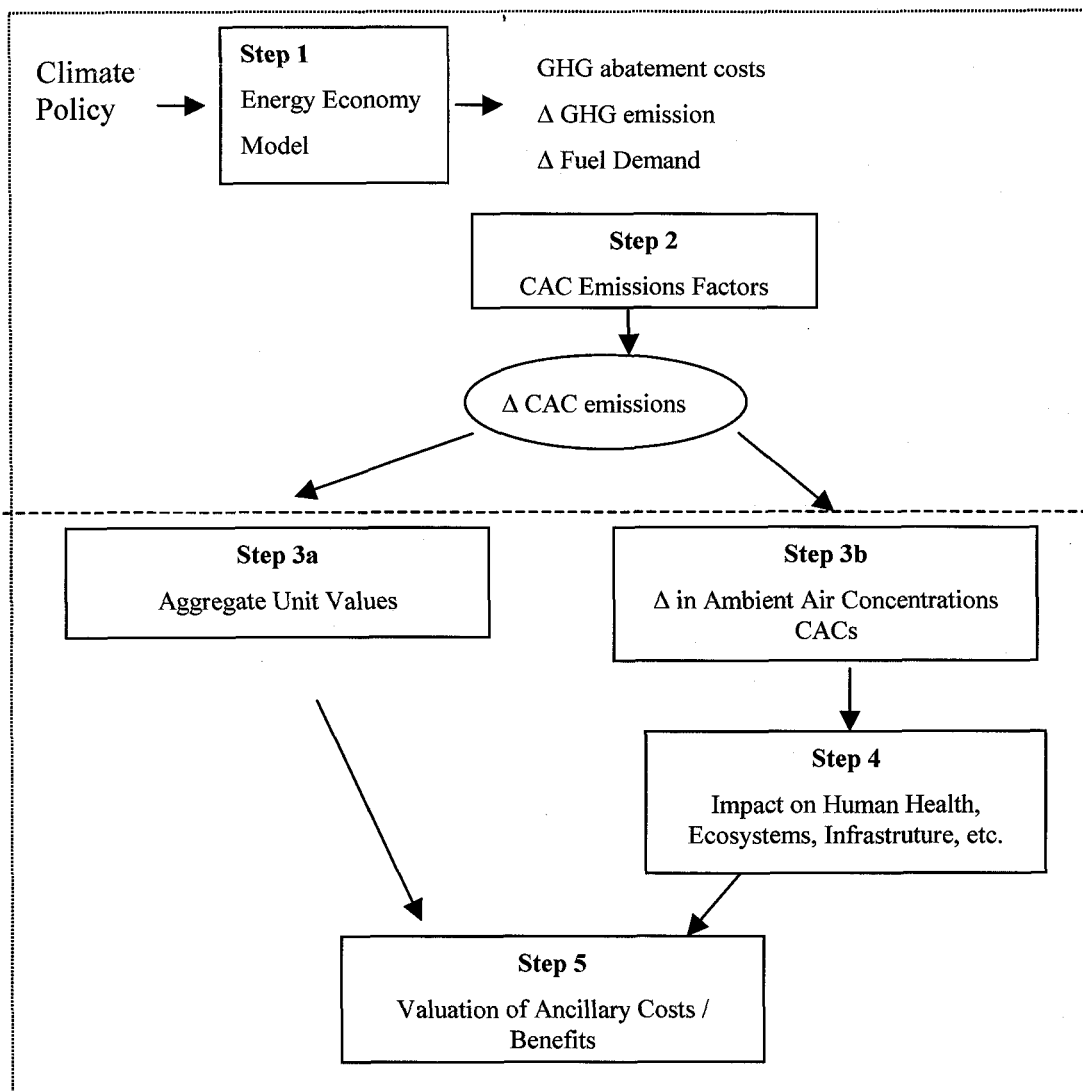 Climate
Policy
Step 1
Energy Economy
Model
GHG abatement costs
Δ GHG emission
Δ Fuel Demand
Step 2
CAC Emissions Factors
Δ CAC emissions
Step 3a
Aggregate Unit Values
Step 3b
Δ in Ambient Air Concentrations
CACs
Step 4
Impact on Human Health,
Ecosystems, Infrastruture, etc.
Step 5
Valuation of Ancillary Costs /
Benefits